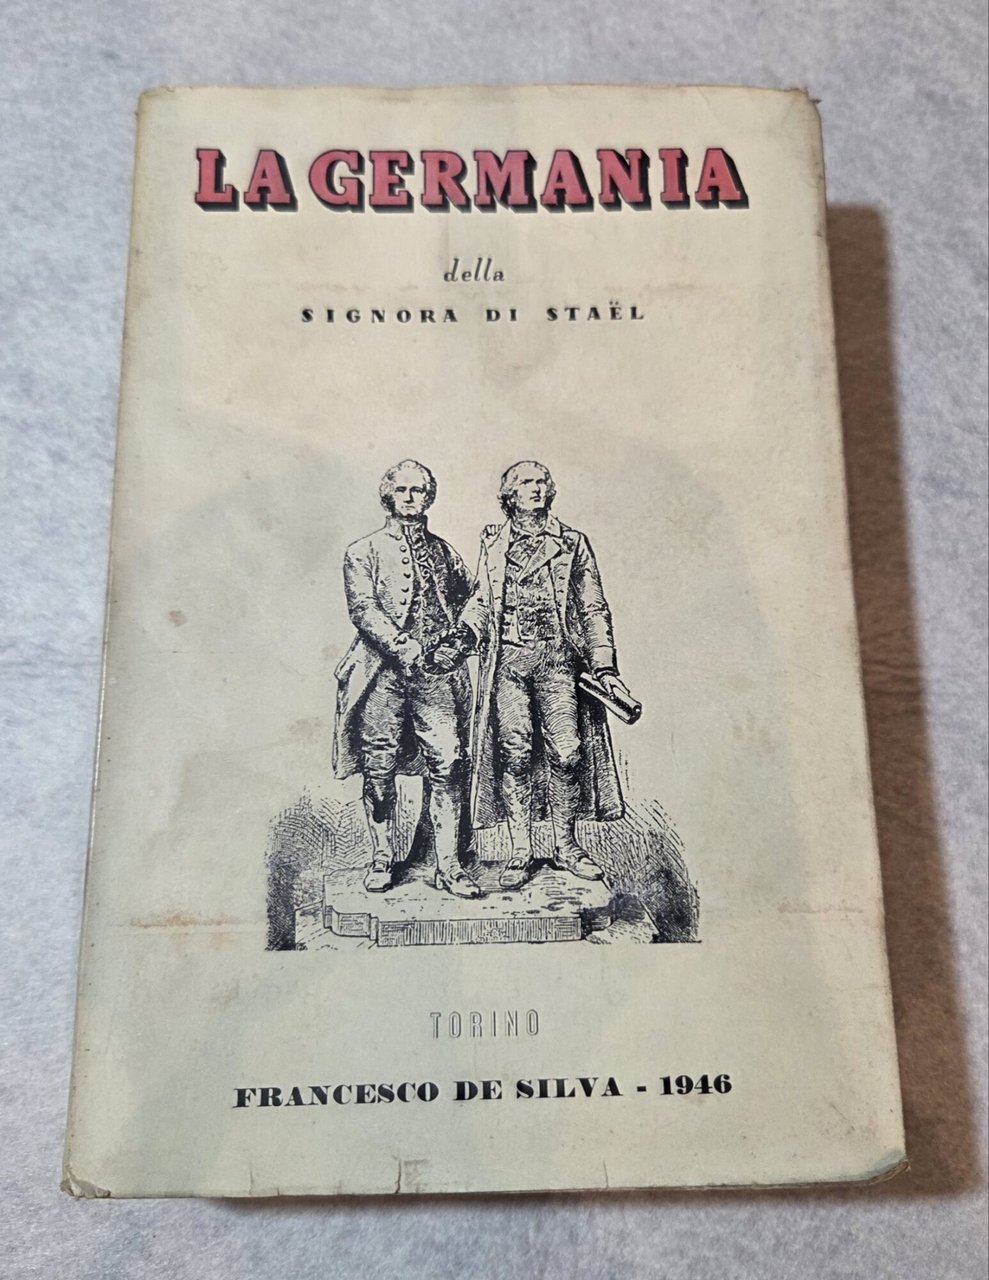 LA GERMANIA
della
SIGNORA DI STAËL
TORINO
FRANCESCO DE SILVA - 1946